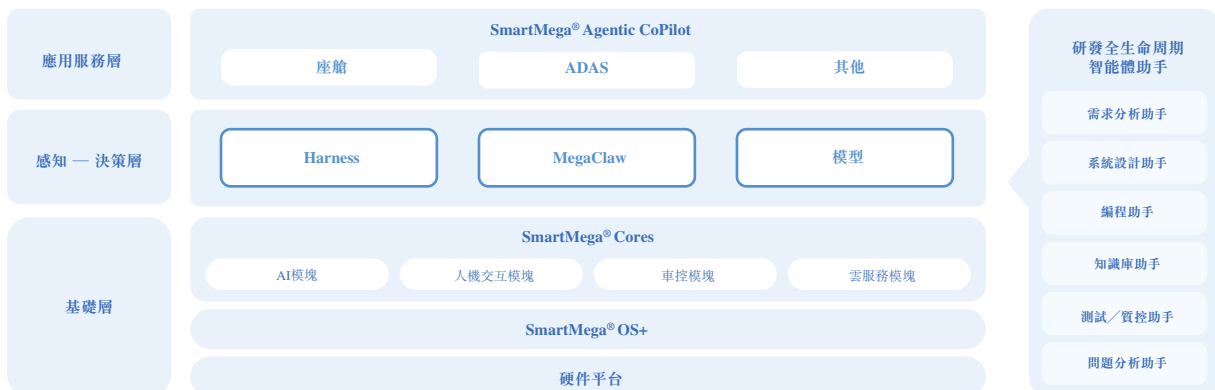 應用服務層
SmartMega® Agentic CoPilot
座艙
ADAS
其他
感知 — 決策層
Harness
MegaClaw
模型
基礎層
SmartMega® Cores
AI模塊
人機交互模塊
車控模塊
雲服務模塊
SmartMega® OS+
硬件平台
研發全生命周期
智能體助手
需求分析助手
系統設計助手
編程助手
知識庫助手
測試／質控助手
問題分析助手